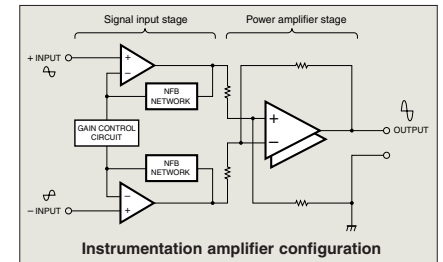 Signal input stage Power amplifier stage
+ INPUT
+
−
NFB
NETWORK
GAIN CONTROL
CIRCUIT
+
−
OUTPUT
NFB
NETWORK
−
+
− INPUT
Instrumentation amplifier configuration